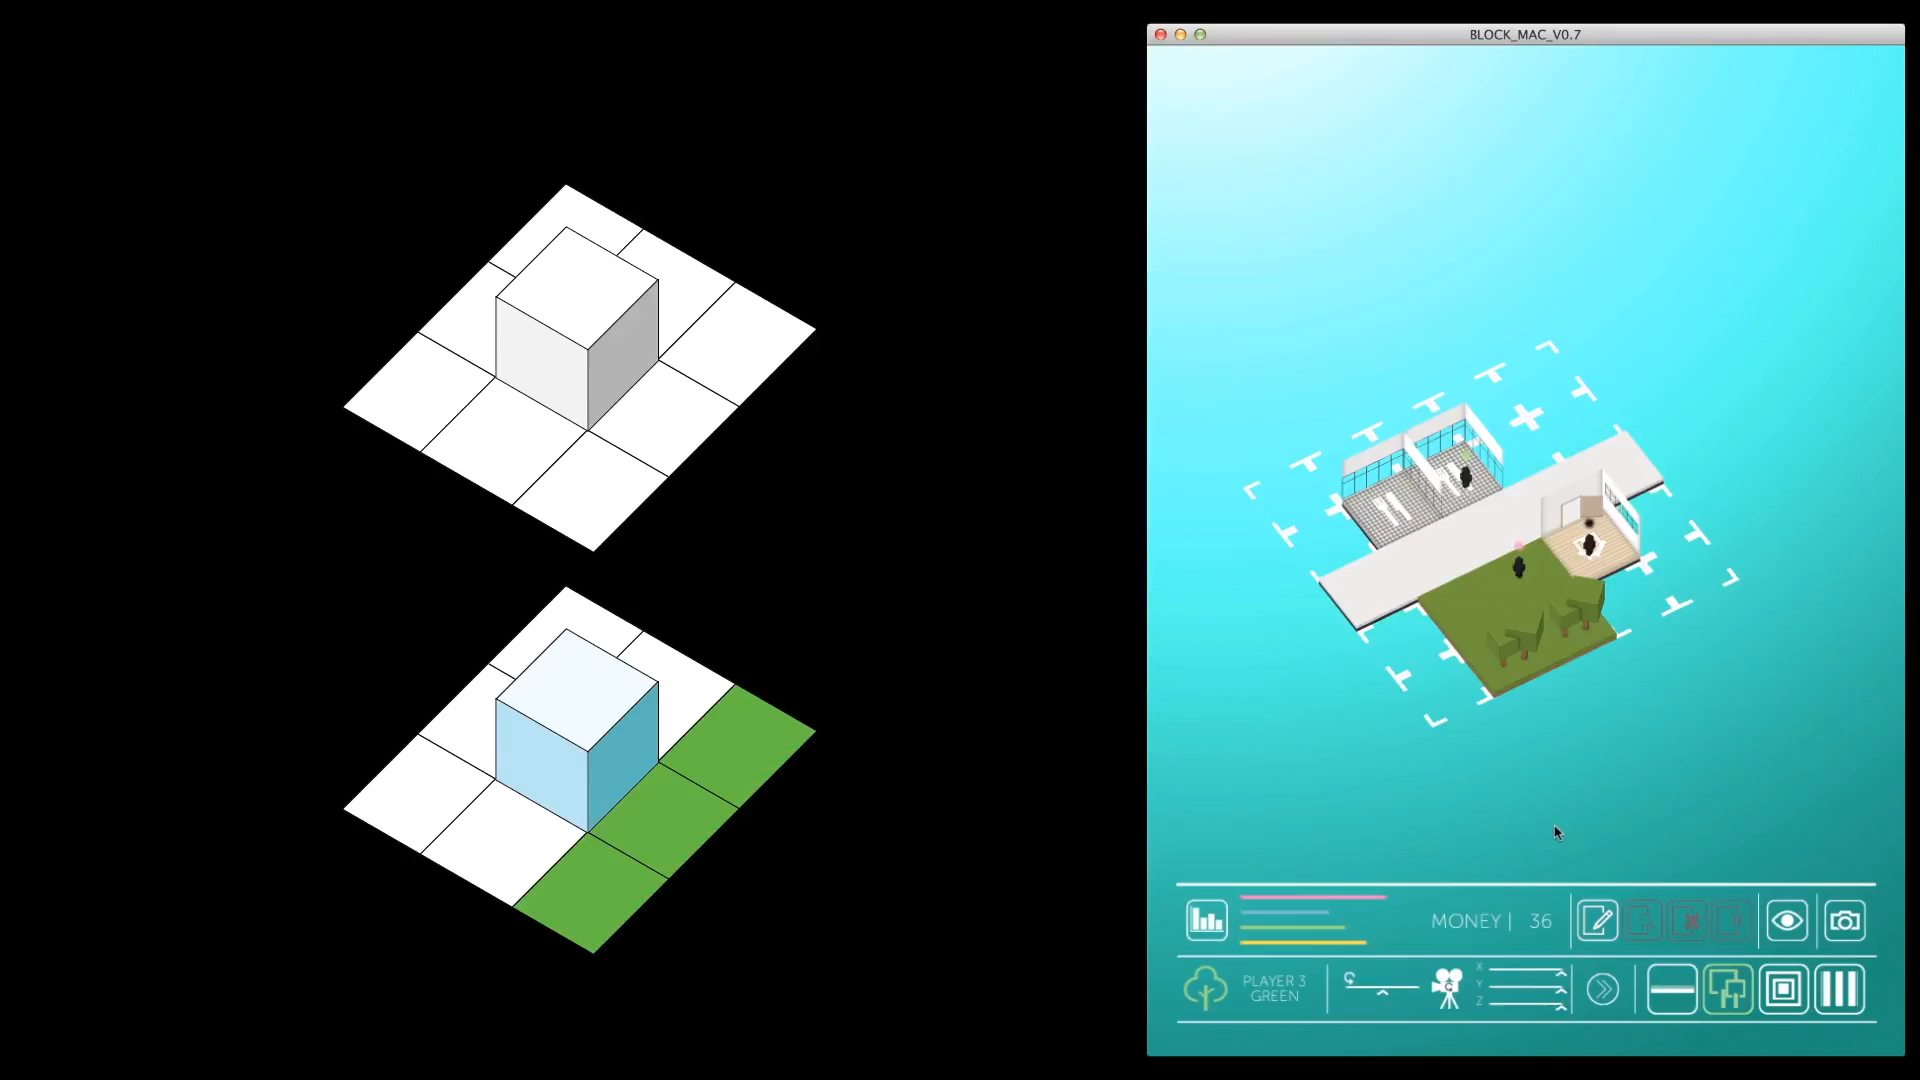 BLOCK_MAC_V0.7
MONEY | 36
PLAYER 3
GREEN
X
Y
Z